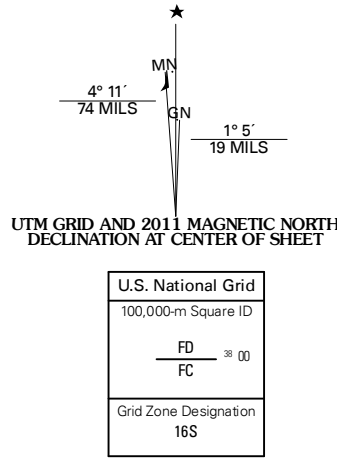 ★
MN
4° 11´
74 MILS
GN
1° 5´
19 MILS
UTM GRID AND 2011 MAGNETIC NORTH
DECLINATION AT CENTER OF SHEET
U.S. National Grid
100,000-m Square ID
FD
FC
38 00
Grid Zone Designation
16S